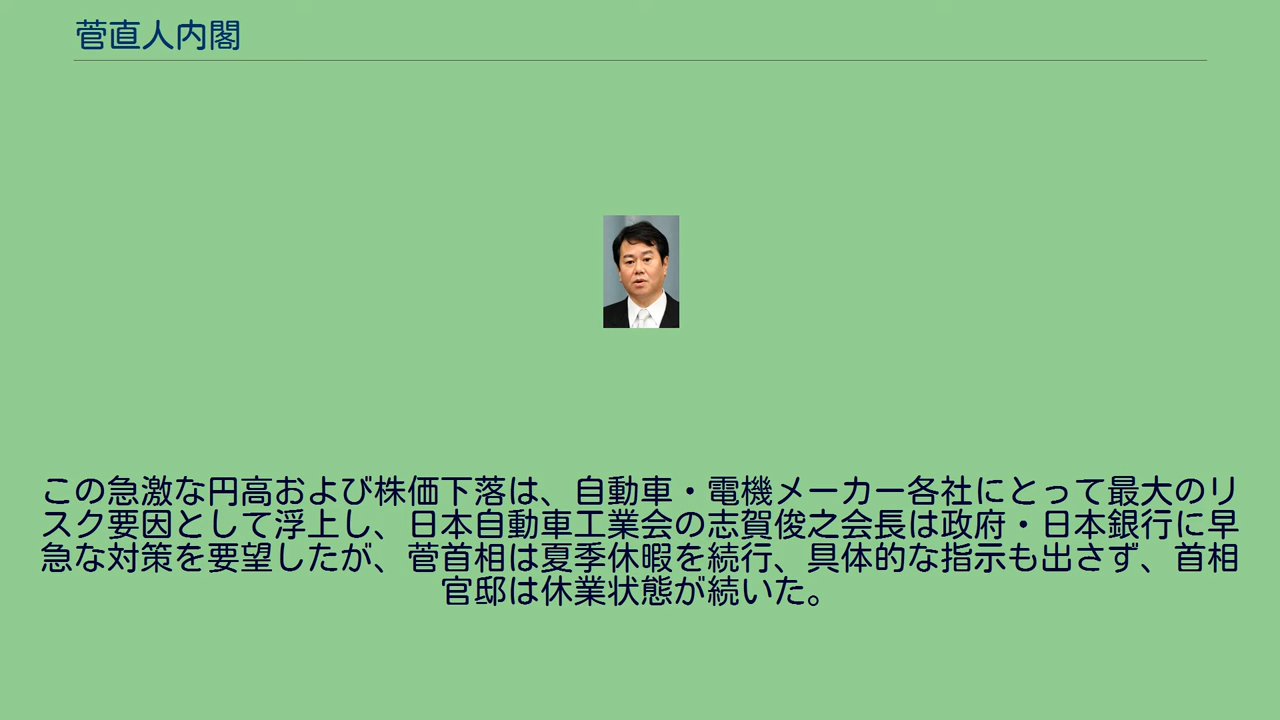 菅直人内閣
この急激な円高および株価下落は、自動車・電機メーカー各社にとって最大のリ
スク要因として浮上し、日本自動車工業会の志賀俊之会長は政府・日本銀行に早
急な対策を要望したが、菅首相は夏季休暇を続行、具体的な指示も出さず、首相
官邸は休業状態が続いた。